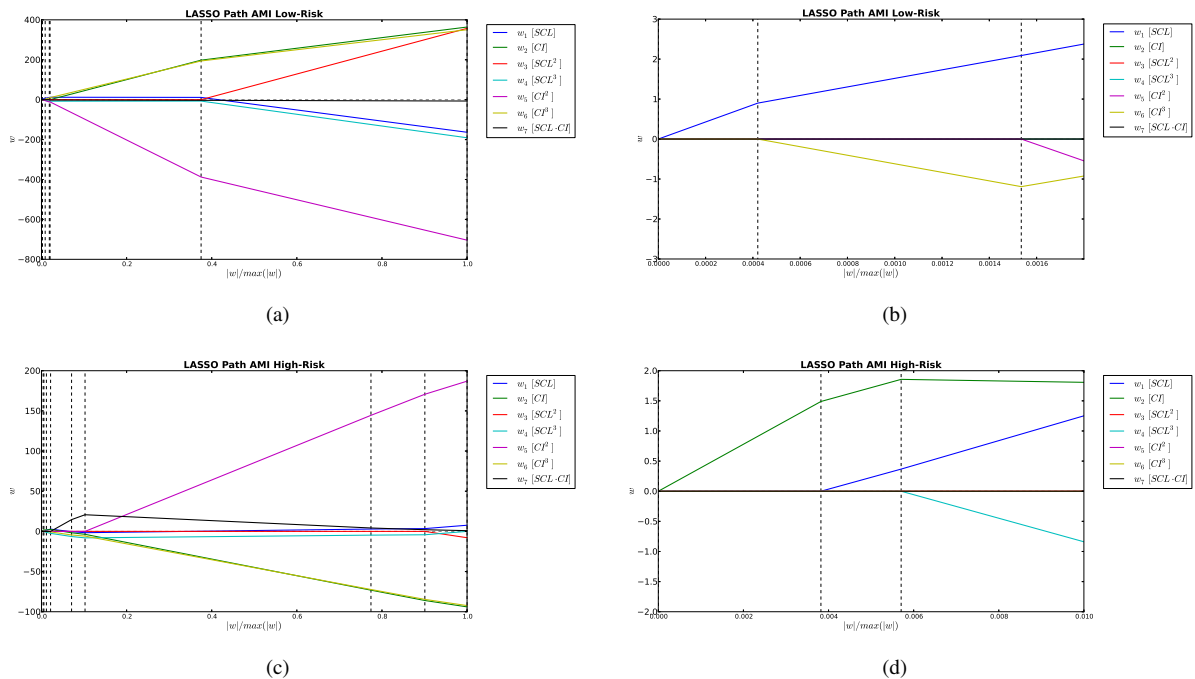 LASSO Path AMI Low-Risk
400
200
0
−200
−400
−600
−800
w
0.0 0.2 0.4 0.6 0.8 1.0
|w|/max(|w|)
w₁ [SCL]
w₂ [CI]
w₃ [SCL²]
w₄ [SCL³]
w₅ [CI²]
w₆ [CI³]
w₇ [SCL·CI]
(a)
LASSO Path AMI Low-Risk
3
2
1
0
−1
−2
−3
w
0.0000 0.0002 0.0004 0.0006 0.0008 0.0010 0.0012 0.0014 0.0016
|w|/max(|w|)
w₁ [SCL]
w₂ [CI]
w₃ [SCL²]
w₄ [SCL³]
w₅ [CI²]
w₆ [CI³]
w₇ [SCL·CI]
(b)
LASSO Path AMI High-Risk
200
150
100
50
0
−50
−100
w
0.0 0.2 0.4 0.6 0.8 1.0
|w|/max(|w|)
w₁ [SCL]
w₂ [CI]
w₃ [SCL²]
w₄ [SCL³]
w₅ [CI²]
w₆ [CI³]
w₇ [SCL·CI]
(c)
LASSO Path AMI High-Risk
2.0
1.5
1.0
0.5
0.0
−0.5
−1.0
−1.5
−2.0
w
0.000 0.002 0.004 0.006 0.008 0.010
|w|/max(|w|)
w₁ [SCL]
w₂ [CI]
w₃ [SCL²]
w₄ [SCL³]
w₅ [CI²]
w₆ [CI³]
w₇ [SCL·CI]
(d)